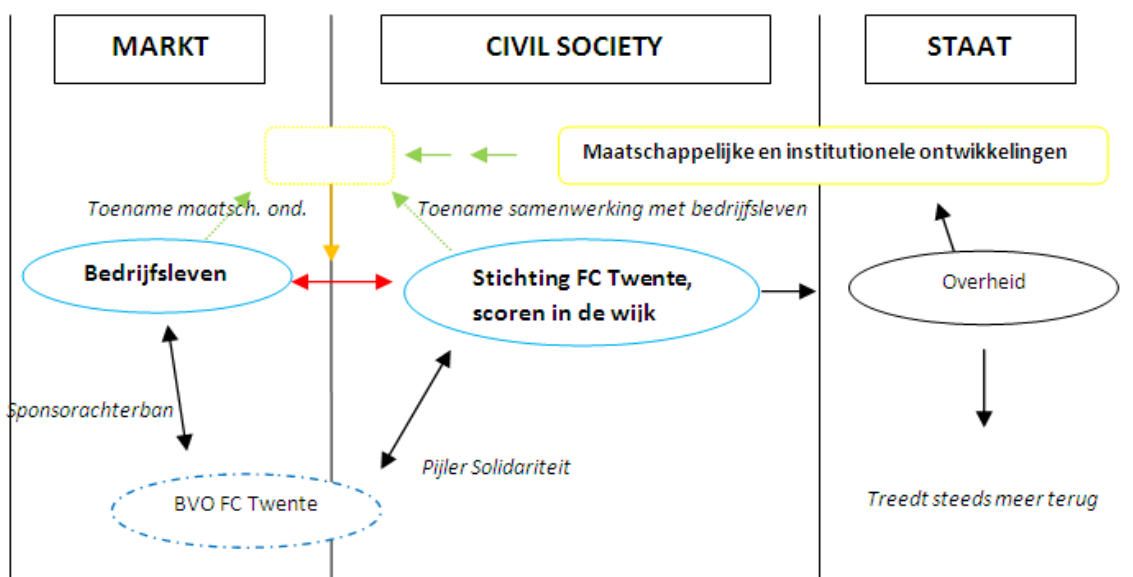 MARKT
CIVIL SOCIETY
STAAT
Maatschappelijke en institutionele ontwikkelingen
Toename maatsch. ond.
Toename samenwerking met bedrijfsleven
Bedrijfsleven
Stichting FC Twente,
scoren in de wijk
Overheid
Sponsorachterban
Pijler Solidariteit
BVO FC Twente
Treedt steeds meer terug